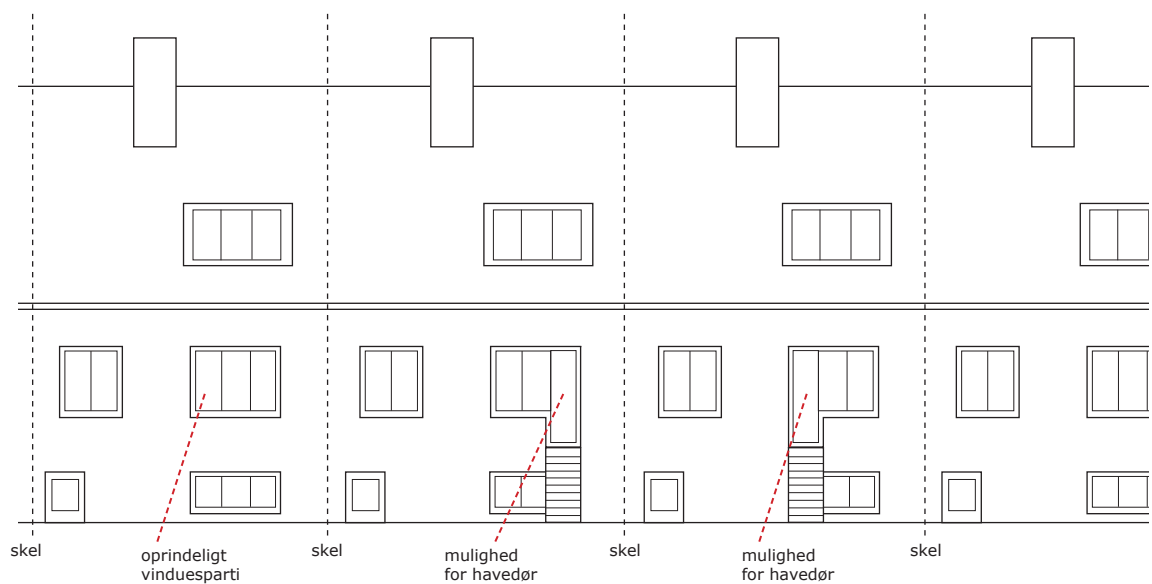 skel
oprindeligt
vinduesparti
skel
mulighed
for havedør
skel
mulighed
for havedør
skel